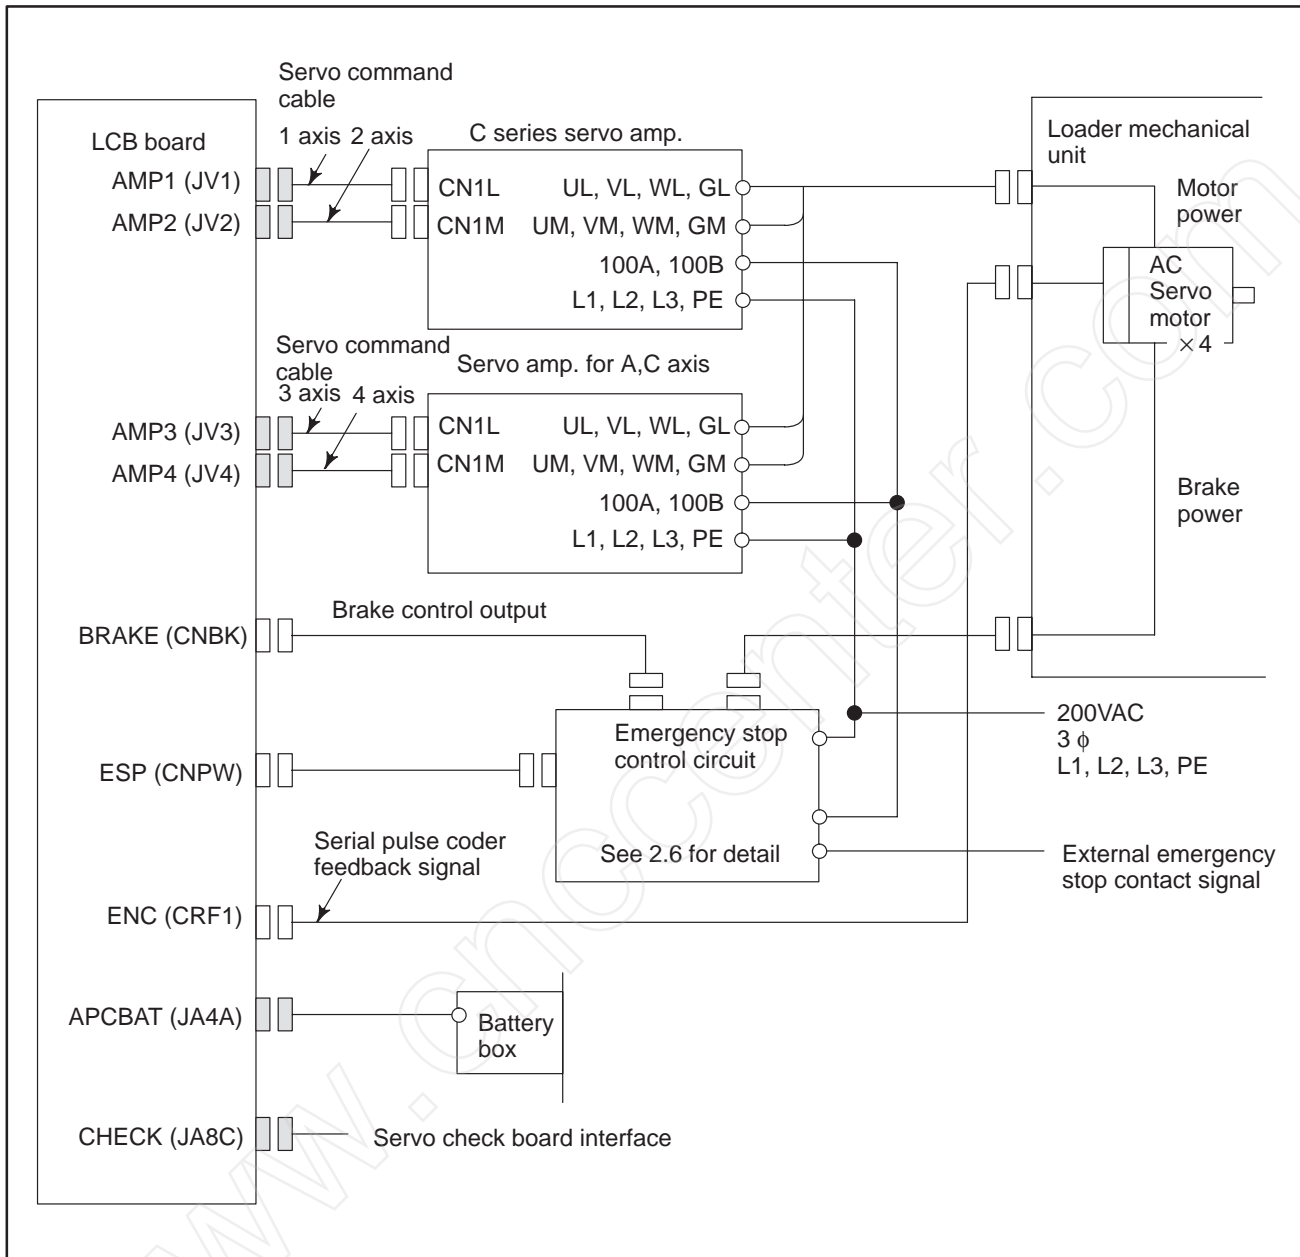 Servo command
cable
1 axis 2 axis
LCB board
AMP1 (JV1)
AMP2 (JV2)
C series servo amp.
CN1L
UL, VL, WL, GL
CN1M
UM, VM, WM, GM
100A, 100B
L1, L2, L3, PE
Loader mechanical
unit
Motor
power
AC
Servo
motor
× 4
Servo command
cable
3 axis 4 axis
AMP3 (JV3)
AMP4 (JV4)
Servo amp. for A,C axis
CN1L
UL, VL, WL, GL
CN1M
UM, VM, WM, GM
100A, 100B
L1, L2, L3, PE
Brake
power
BRAKE (CNBK)
Brake control output
Emergency stop
control circuit
See 2.6 for detail
200VAC
3 ϕ
L1, L2, L3, PE
ESP (CNPW)
External emergency
stop contact signal
Serial pulse coder
feedback signal
ENC (CRF1)
APCBAT (JA4A)
Battery
box
CHECK (JA8C)
Servo check board interface
www.cnccenter.com